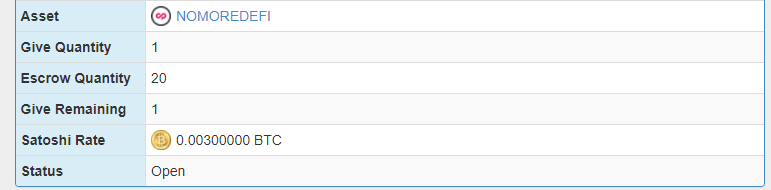 Asset NOMOREDEFI
Give Quantity 1
Escrow Quantity 20
Give Remaining 1
Satoshi Rate 0.00300000 BTC
Status Open